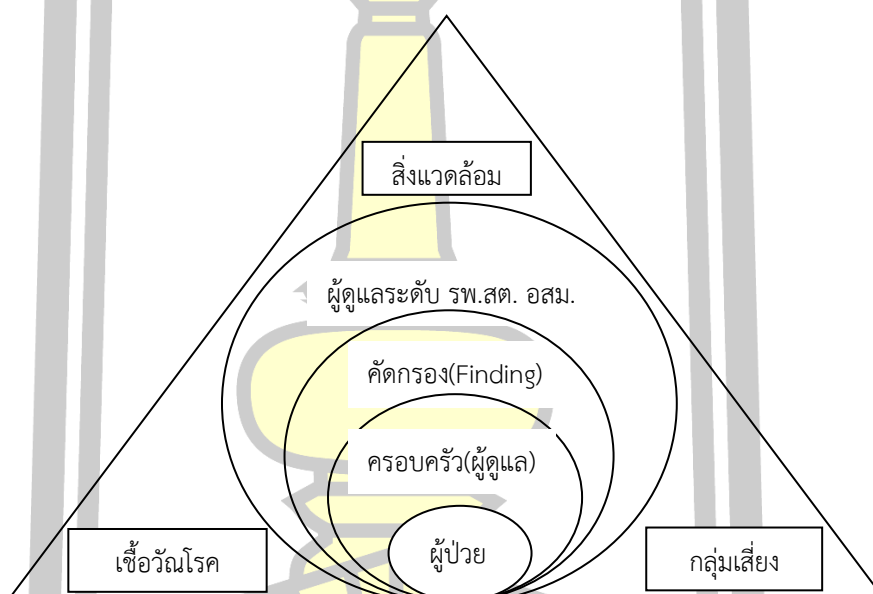 สิ่งแวดล้อม
ผู้ดูแลระดับ รพ.สต. อสม.
คัดกรอง(Finding)
ครอบครัว(ผู้ดูแล)
ผู้ป่วย
เชื้อวัณโรค
กลุ่มเสี่ยง